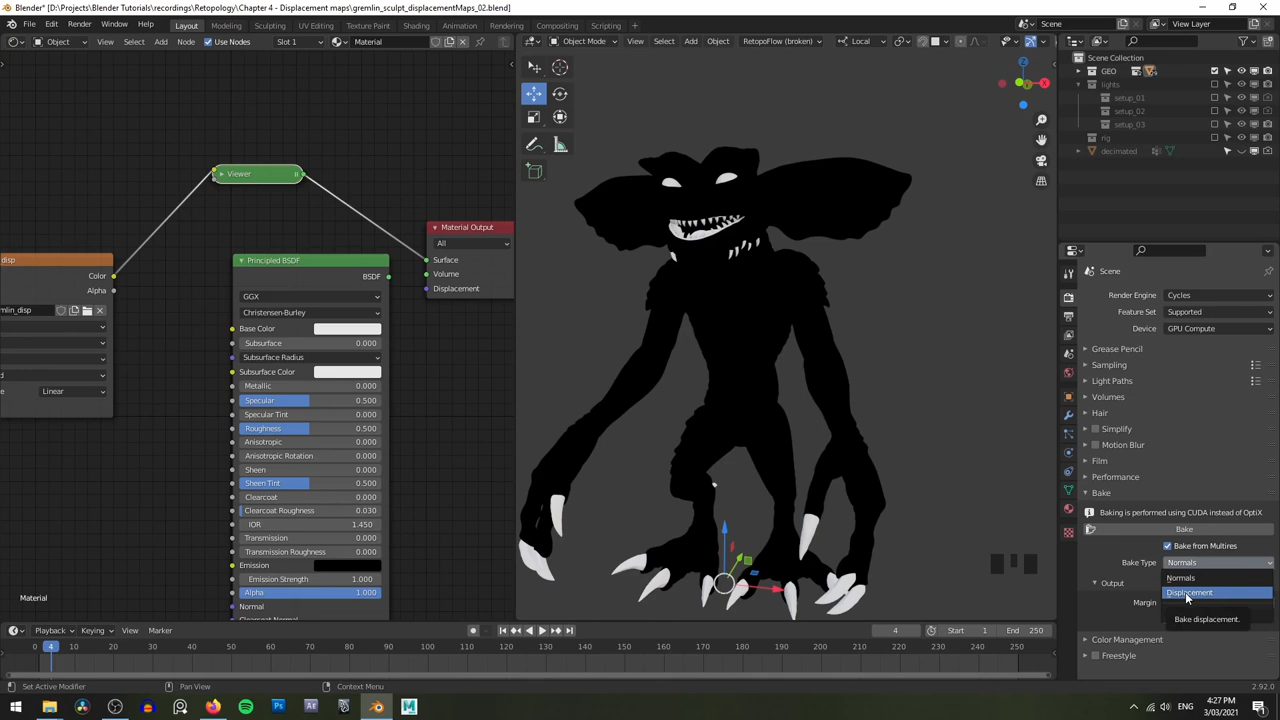 Blender* [D:\Projects\Blender Tutorials\recordings\Retopology\Chapter 4 - Displacement maps\gremlin_sculpt_displacementMaps_02.blend]
File Edit Render Window Help Layout Modeling Sculpting UV Editing Texture Paint Shading Animation Rendering Compositing Scripting Scene View Layer
Object View Select Add Node Use Nodes Slot 1 Material
Object Mode View Select Add Object RetopoFlow (broken) Local
Viewer
Material Output
All
Surface
Volume
Displacement
disp
Color
Alpha
mlin_disp
Linear
Principled BSDF
BSDF
GGX
Christensen-Burley
Base Color
Subsurface 0.000
Subsurface Radius
Subsurface Color
Metallic 0.000
Specular 0.500
Specular Tint 0.000
Roughness 0.500
Anisotropic 0.000
Anisotropic Rotation 0.000
Sheen 0.000
Sheen Tint 0.500
Clearcoat 0.000
Clearcoat Roughness 0.030
IOR 1.450
Transmission 0.000
Transmission Roughness 0.000
Emission
Emission Strength 1.000
Alpha 1.000
Normal
Clearcoat Normal
Material
X
Z
Scene Collection
GEO
lights
setup_01
setup_02
setup_03
rig
decimated
Scene
Render Engine Cycles
Feature Set Supported
Device GPU Compute
Grease Pencil
Sampling
Light Paths
Volumes
Hair
Simplify
Motion Blur
Film
Performance
Bake
Baking is performed using CUDA instead of OptiX
Bake
Bake from Multires
Bake Type Normals
Normals
Output
Displacement
Margin
Bake displacement.
Color Management
Freestyle
Playback Keying View Marker 4 Start 1 End 250
0 4 10 20 30 40 50 60 70 80 90 100 110 120 130 140 150 160 170 180 190 200 210 220 230 240 250
Set Active Modifier Pan View Context Menu 2.92.0
Ps Ae M ENG 4:27 PM
3/03/2021